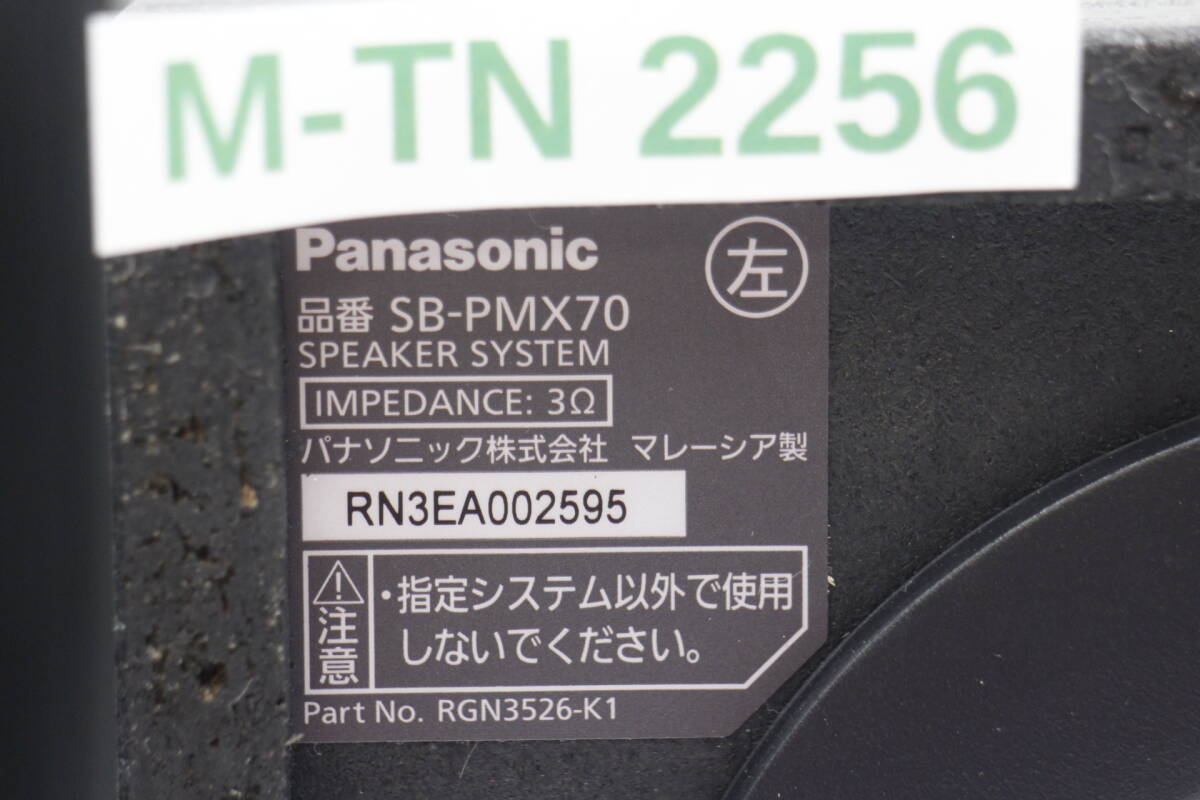 M-TN 2256
Panasonic
左
品番 SB-PMX70
SPEAKER SYSTEM
IMPEDANCE: 3Ω
パナソニック株式会社 マレーシア製
RN3EA002595
注意
・指定システム以外で使用
しないでください。
Part No. RGN3526-K1